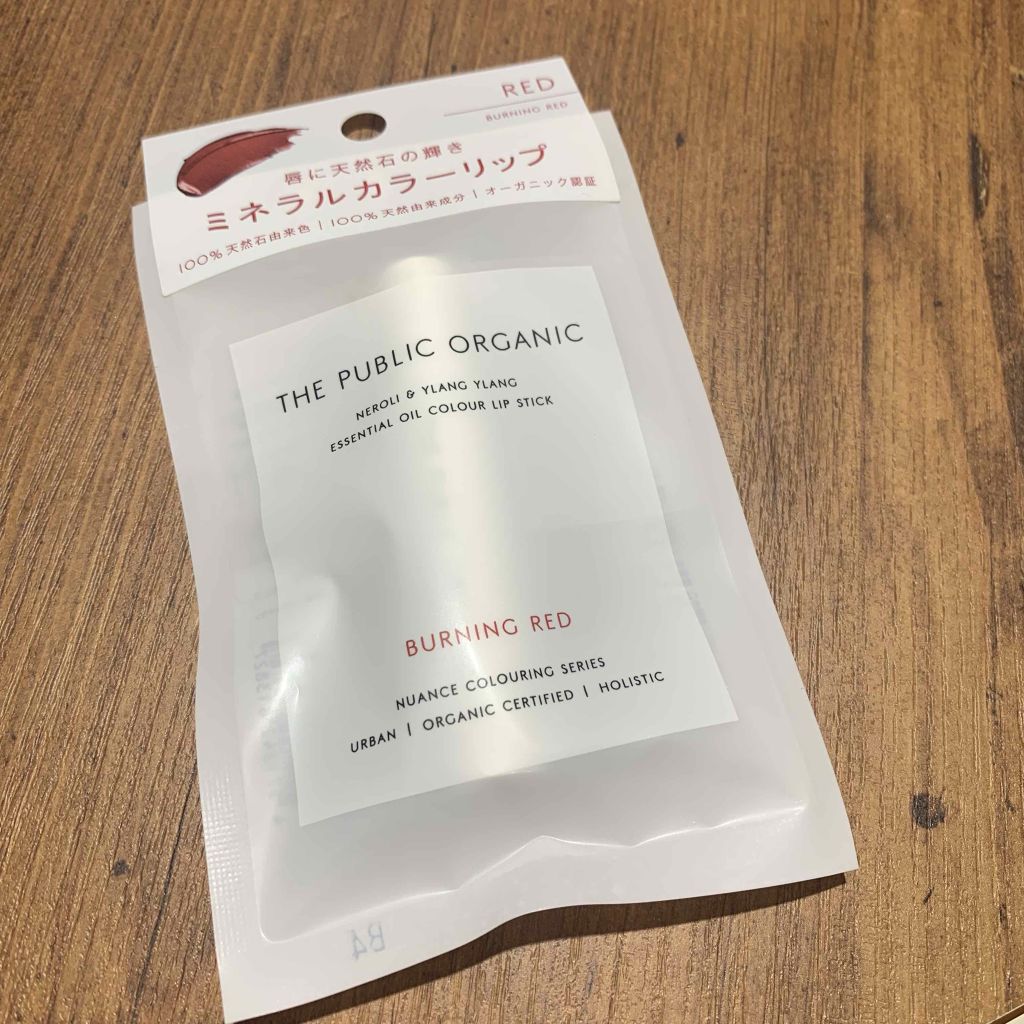 RED
BURNING RED
唇に天然石の輝き
ミネラルカラーリップ
100%天然石由来色 | 100%天然由来成分 | オーガニック認証
THE PUBLIC ORGANIC
NEROLI & YLANG YLANG
ESSENTIAL OIL COLOUR LIP STICK
BURNING RED
NUANCE COLOURING SERIES
URBAN | ORGANIC CERTIFIED | HOLISTIC